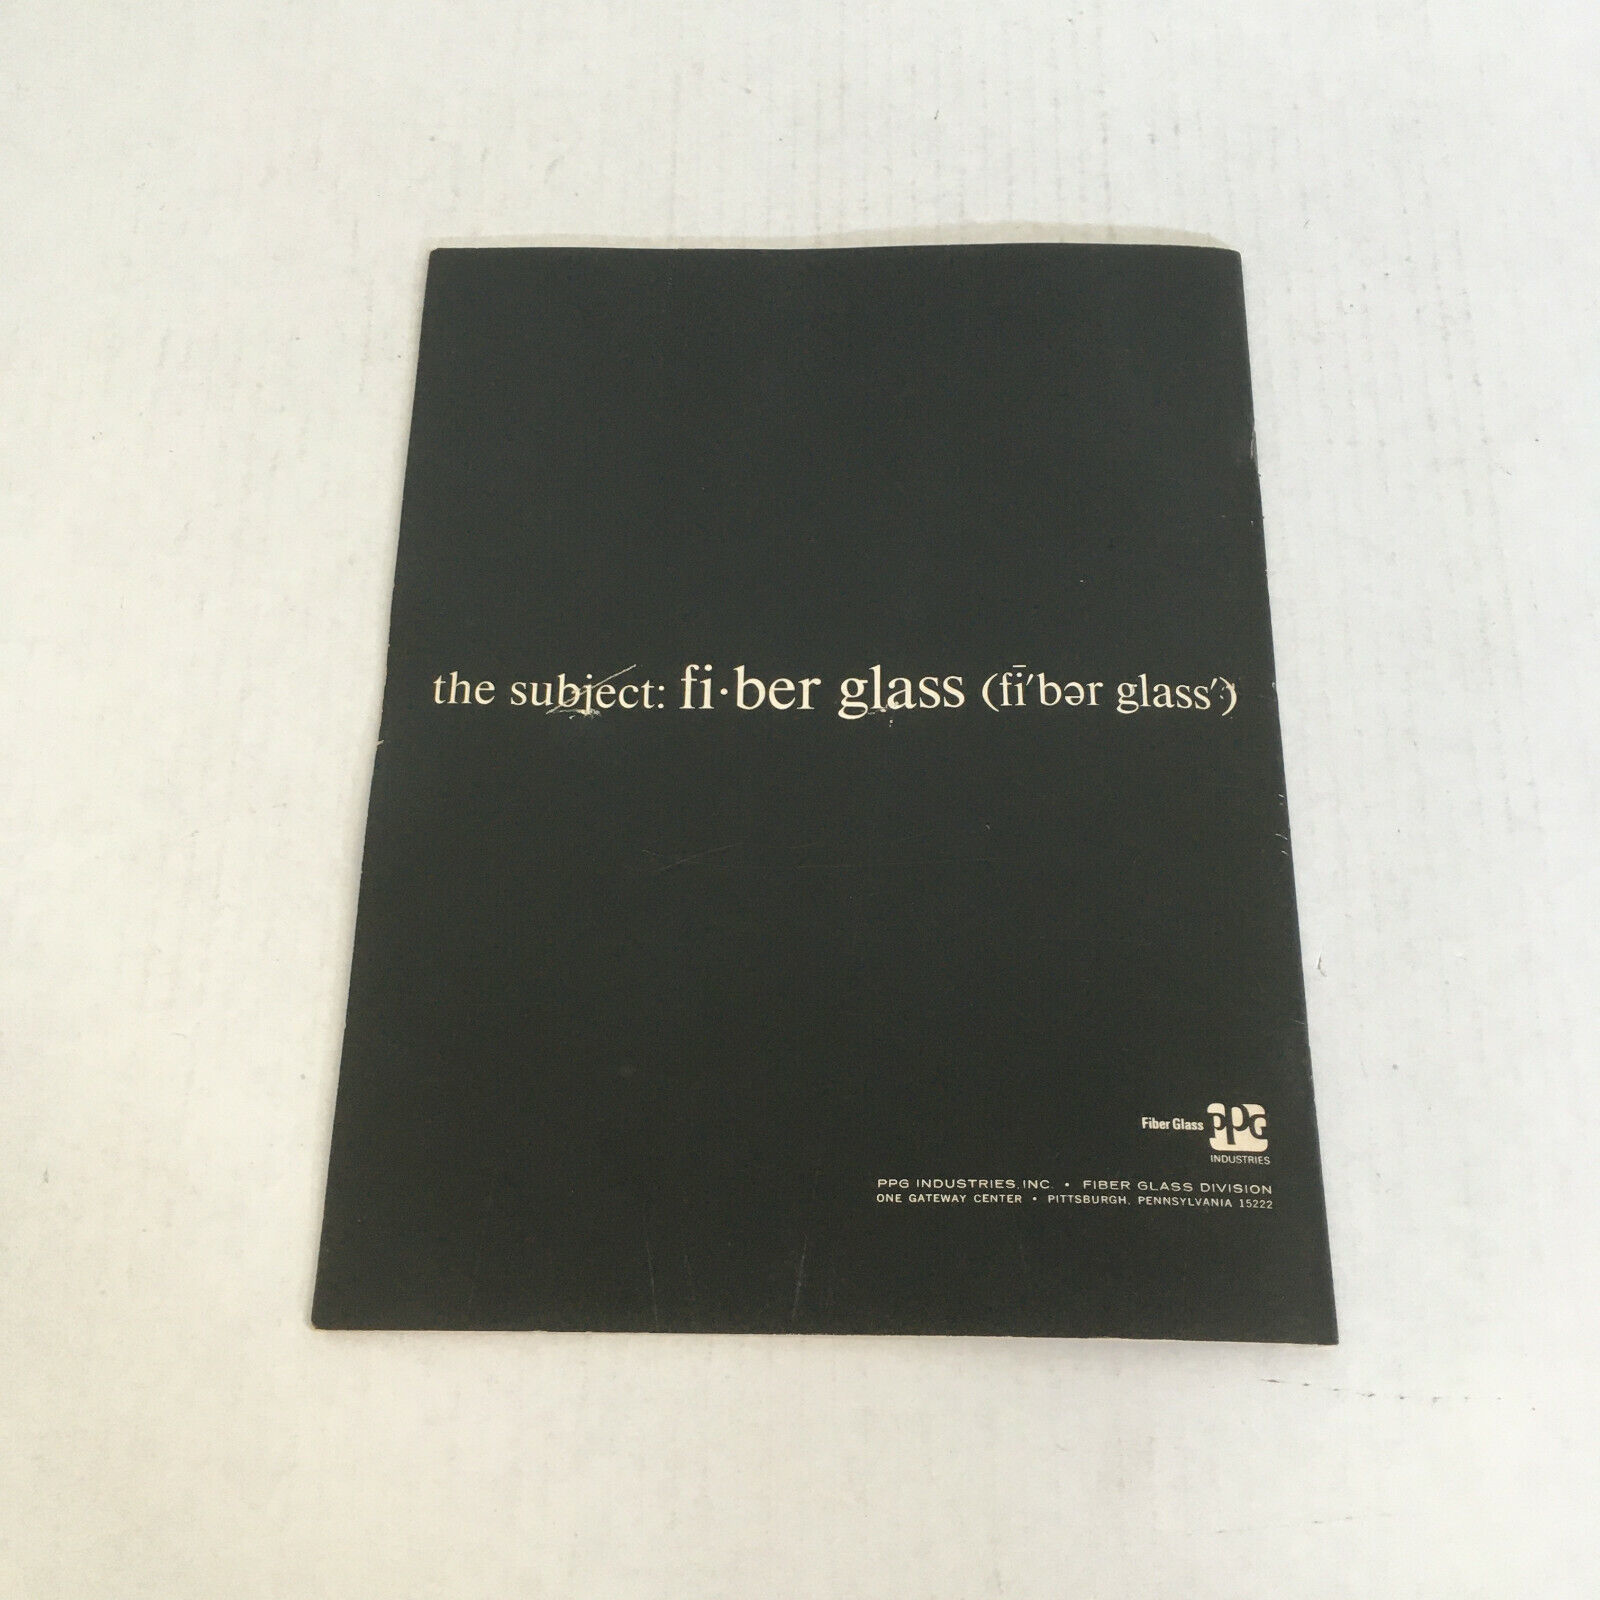 the subject: fi·ber glass (fī′bər glass′)
Fiber Glass PPG
INDUSTRIES
PPG INDUSTRIES, INC. • FIBER GLASS DIVISION
ONE GATEWAY CENTER • PITTSBURGH, PENNSYLVANIA 15222